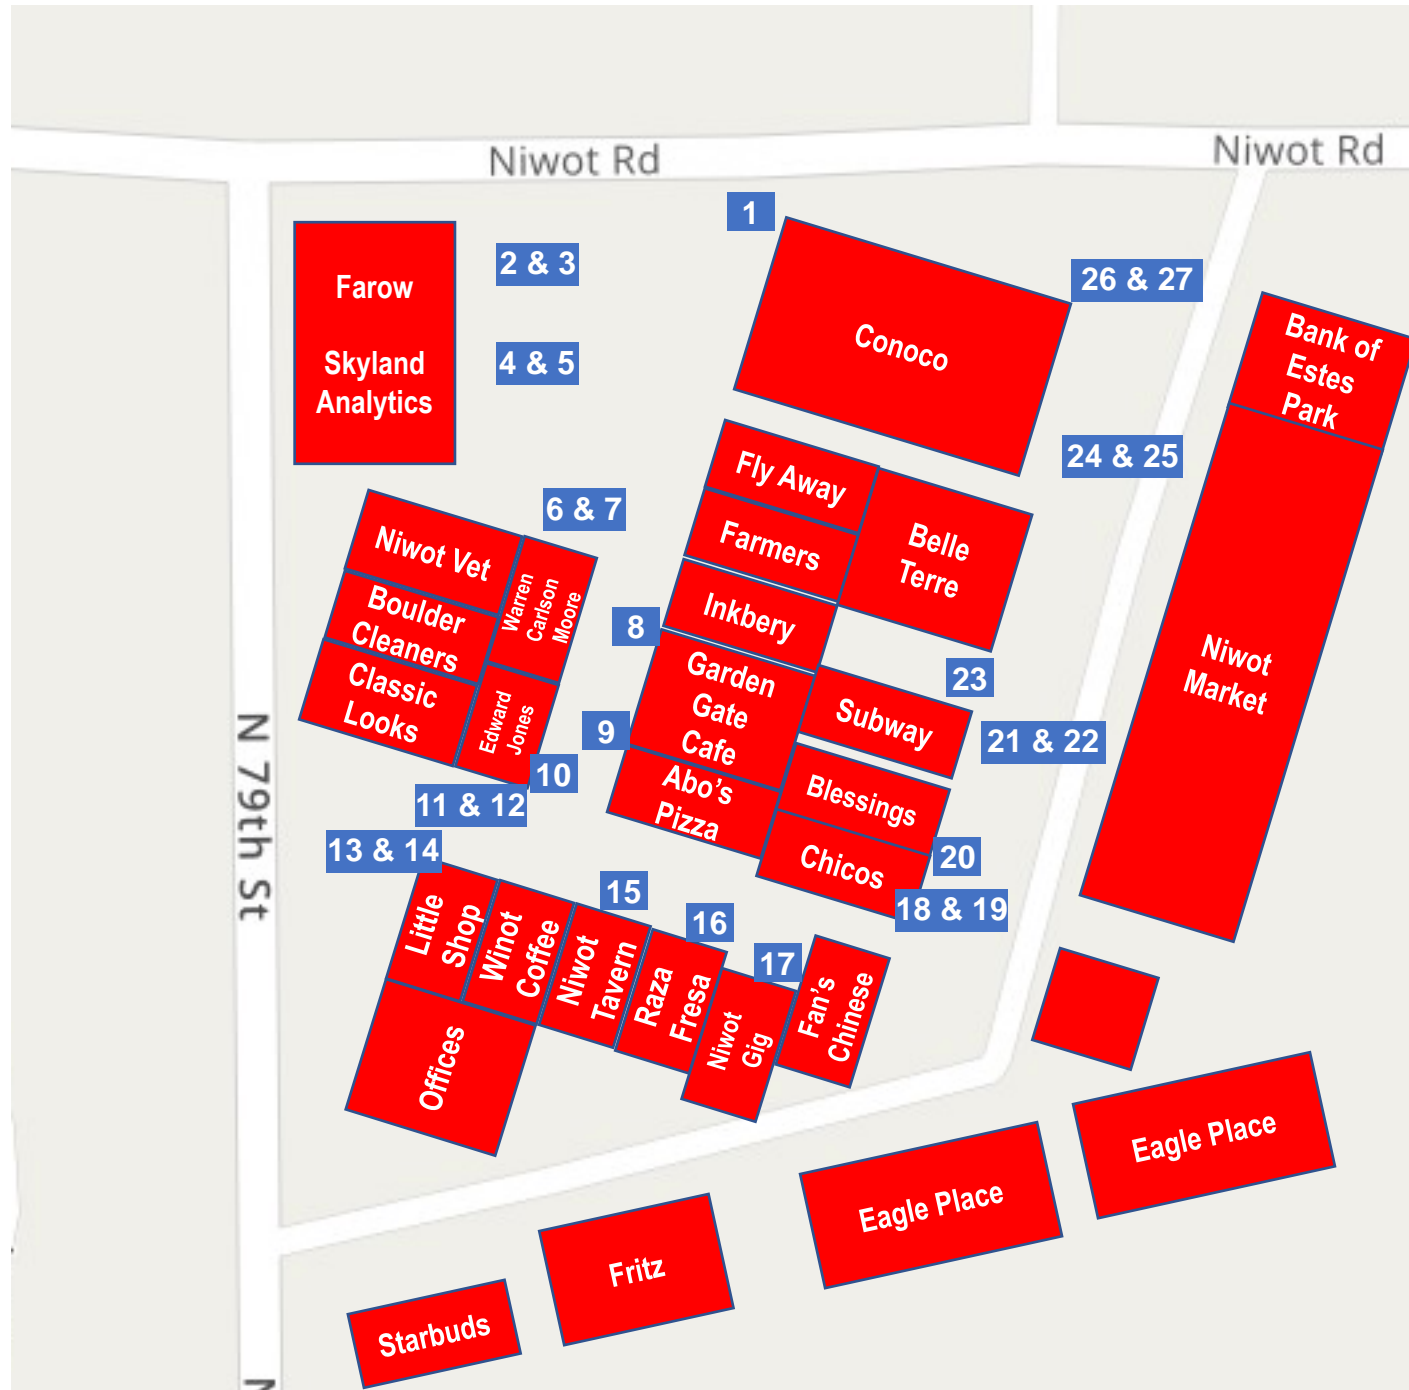 Niwot Rd
Niwot Rd
1
Farow
Skyland
Analytics
2 & 3
4 & 5
26 & 27
Conoco
Bank of
Estes
Park
24 & 25
Fly Away
Farmers
Belle
Terre
6 & 7
Niwot Vet
Warren
Carlson
Moore
Boulder
Cleaners
Classic
Looks
Edward
Jones
Inkbery
8
Garden
Gate
Cafe
9
Abo's
Pizza
23
Subway
21 & 22
Niwot
Market
Blessings
Chicos
20
18 & 19
10
11 & 12
13 & 14
N 79th St
Little
Shop
Winot
Coffee
15
Niwot
Tavern
16
Raza
Fresa
17
Niwot
Gig
Fan's
Chinese
Offices
Eagle Place
Eagle Place
Fritz
Starbuds
N